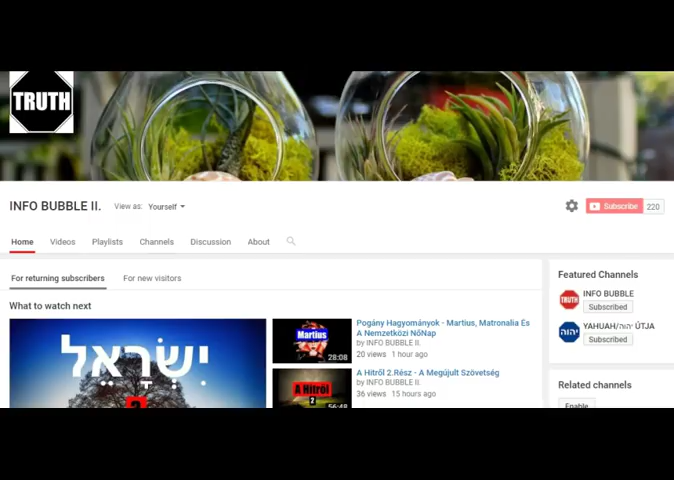 TRUTH
INFO BUBBLE II.
View as: Yourself
Subscribe 220
Home Videos Playlists Channels Discussion About
For returning subscribers For new visitors
What to watch next
יִשְׂרָאֵל
2
Martius
28:08
Pogány Hagyományok - Martius, Matronalia És
A Nemzetközi NőNap
by INFO BUBBLE II.
20 views 1 hour ago
A Hitről
2
56:48
A Hitről 2.Rész - A Megújult Szövetség
by INFO BUBBLE II.
36 views 15 hours ago
Featured Channels
TRUTH
INFO BUBBLE
Subscribed
יהוה
YAHUAH/יהוה ÚTJA
Subscribed
Related channels
Enable